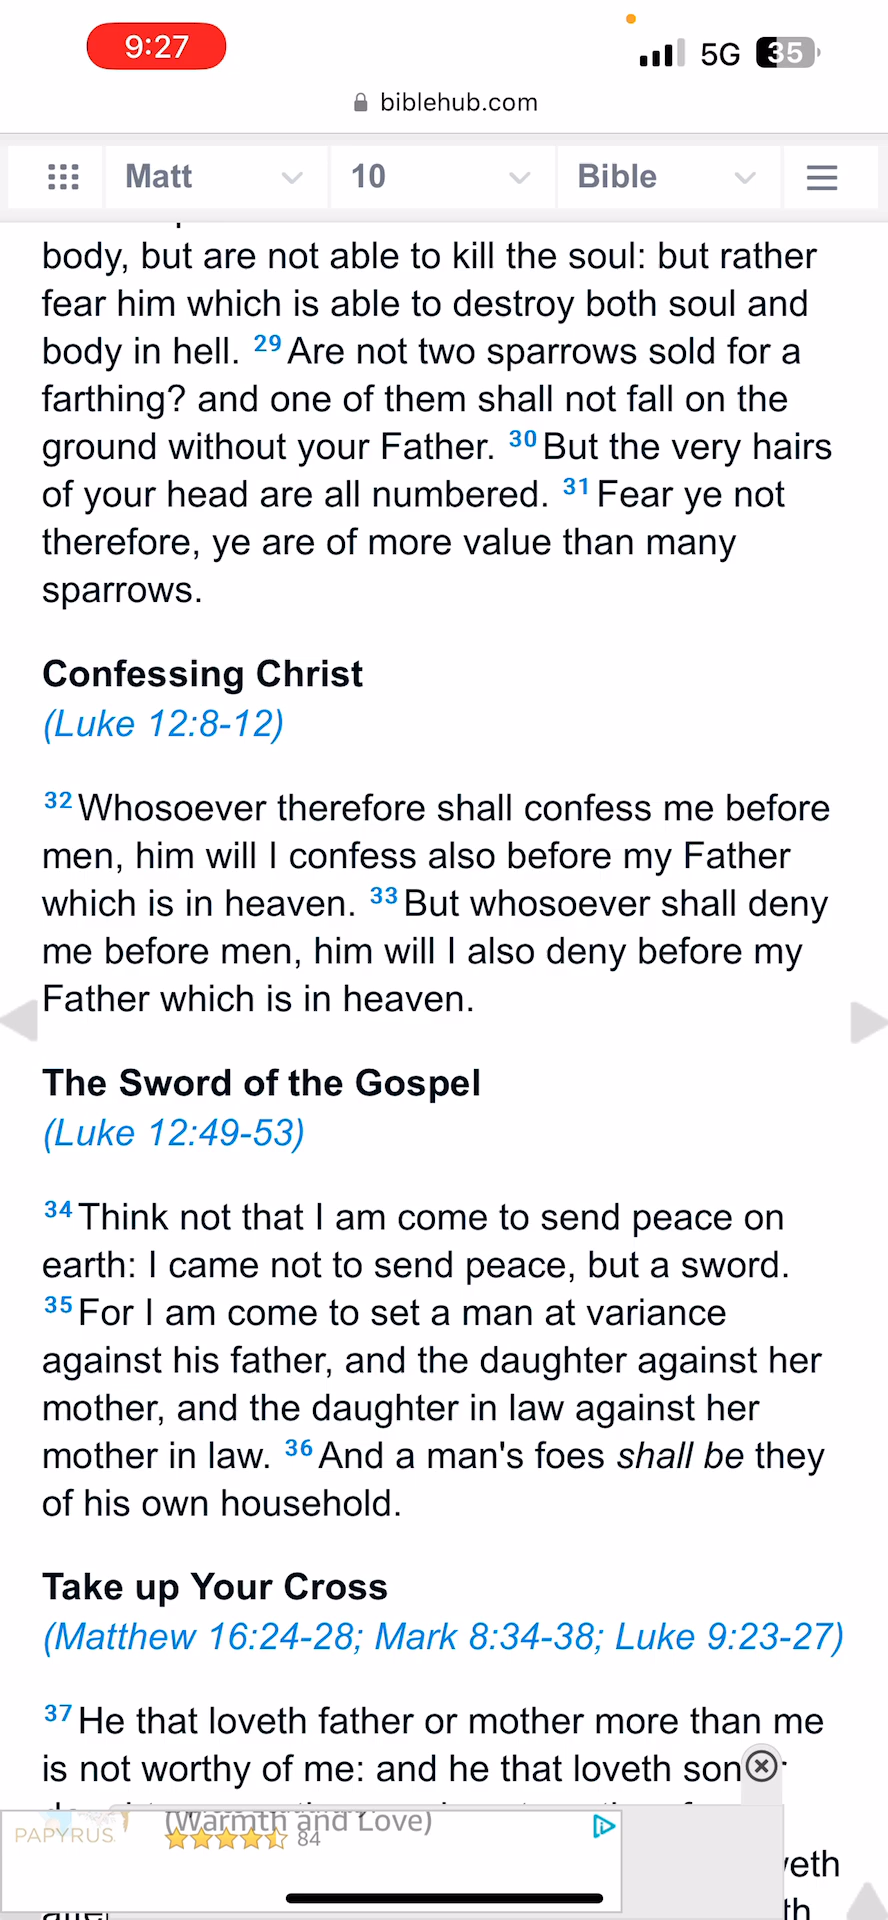 9:27
5G 35
biblehub.com
Matt 10 Bible
body, but are not able to kill the soul: but rather
fear him which is able to destroy both soul and
body in hell. 29 Are not two sparrows sold for a
farthing? and one of them shall not fall on the
ground without your Father. 30 But the very hairs
of your head are all numbered. 31 Fear ye not
therefore, ye are of more value than many
sparrows.
Confessing Christ
(Luke 12:8-12)
32 Whosoever therefore shall confess me before
men, him will I confess also before my Father
which is in heaven. 33 But whosoever shall deny
me before men, him will I also deny before my
Father which is in heaven.
The Sword of the Gospel
(Luke 12:49-53)
34 Think not that I am come to send peace on
earth: I came not to send peace, but a sword.
35 For I am come to set a man at variance
against his father, and the daughter against her
mother, and the daughter in law against her
mother in law. 36 And a man's foes shall be they
of his own household.
Take up Your Cross
(Matthew 16:24-28; Mark 8:34-38; Luke 9:23-27)
37 He that loveth father or mother more than me
is not worthy of me: and he that loveth son
(Warmth and Love)
PAPYRUS 84
veth
th